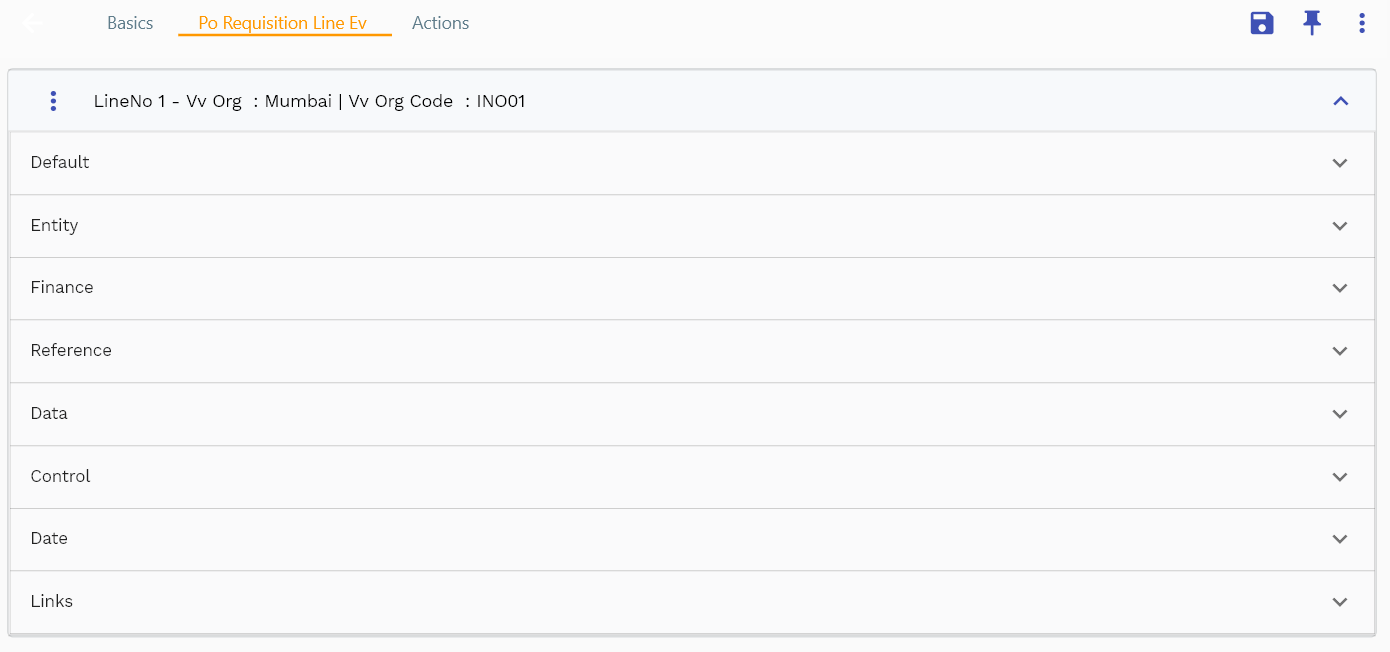 Basics Po Requisition Line Ev Actions
LineNo 1 - Vv Org : Mumbai | Vv Org Code : INO01
Default
Entity
Finance
Reference
Data
Control
Date
Links